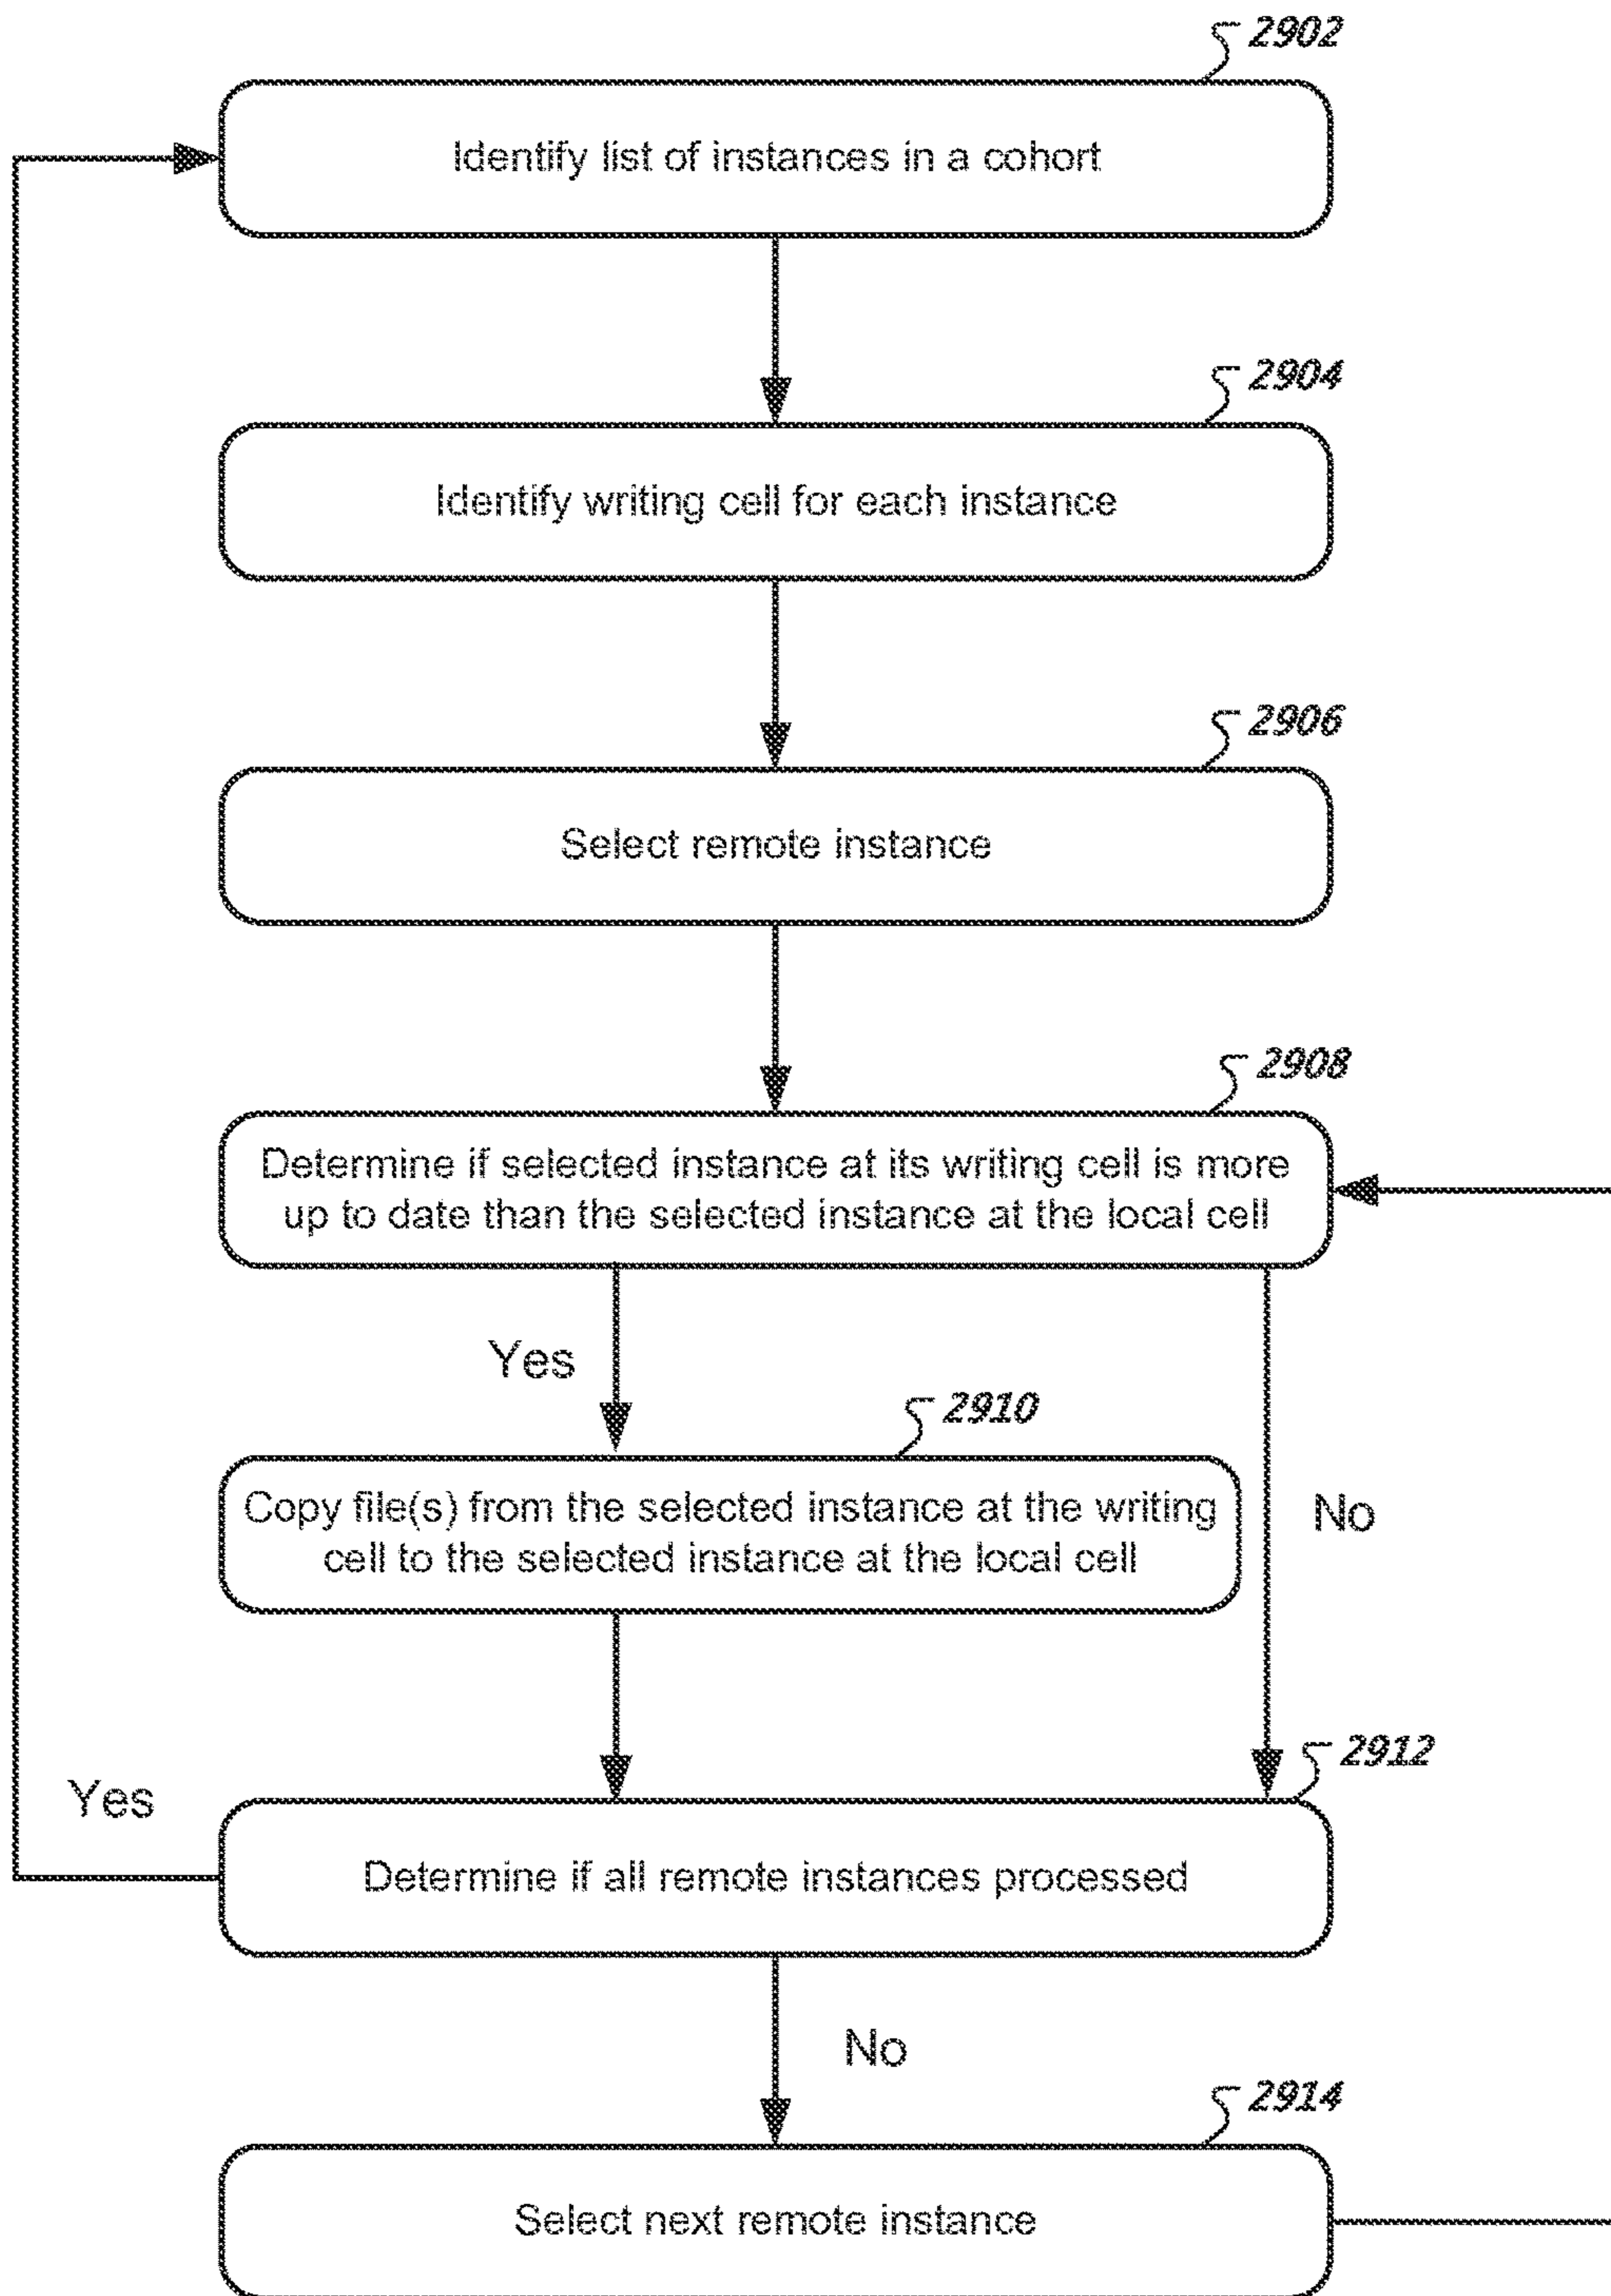 2902
Identify list of instances in a cohort
2904
Identify writing cell for each instance
2906
Select remote instance
2908
Determine if selected instance at its writing cell is more
up to date than the selected instance at the local cell
Yes
2910
Copy file(s) from the selected instance at the writing
cell to the selected instance at the local cell
No
2912
Yes
Determine if all remote instances processed
No
2914
Select next remote instance